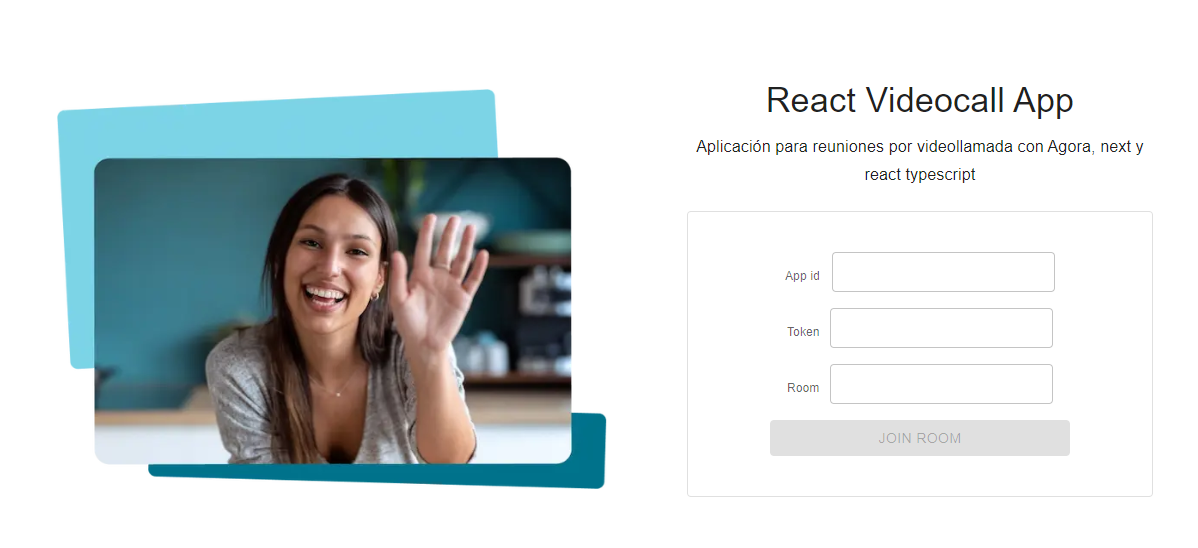 React Videocall App
Aplicación para reuniones por videollamada con Agora, next y
react typescript
App id
Token
Room
JOIN ROOM